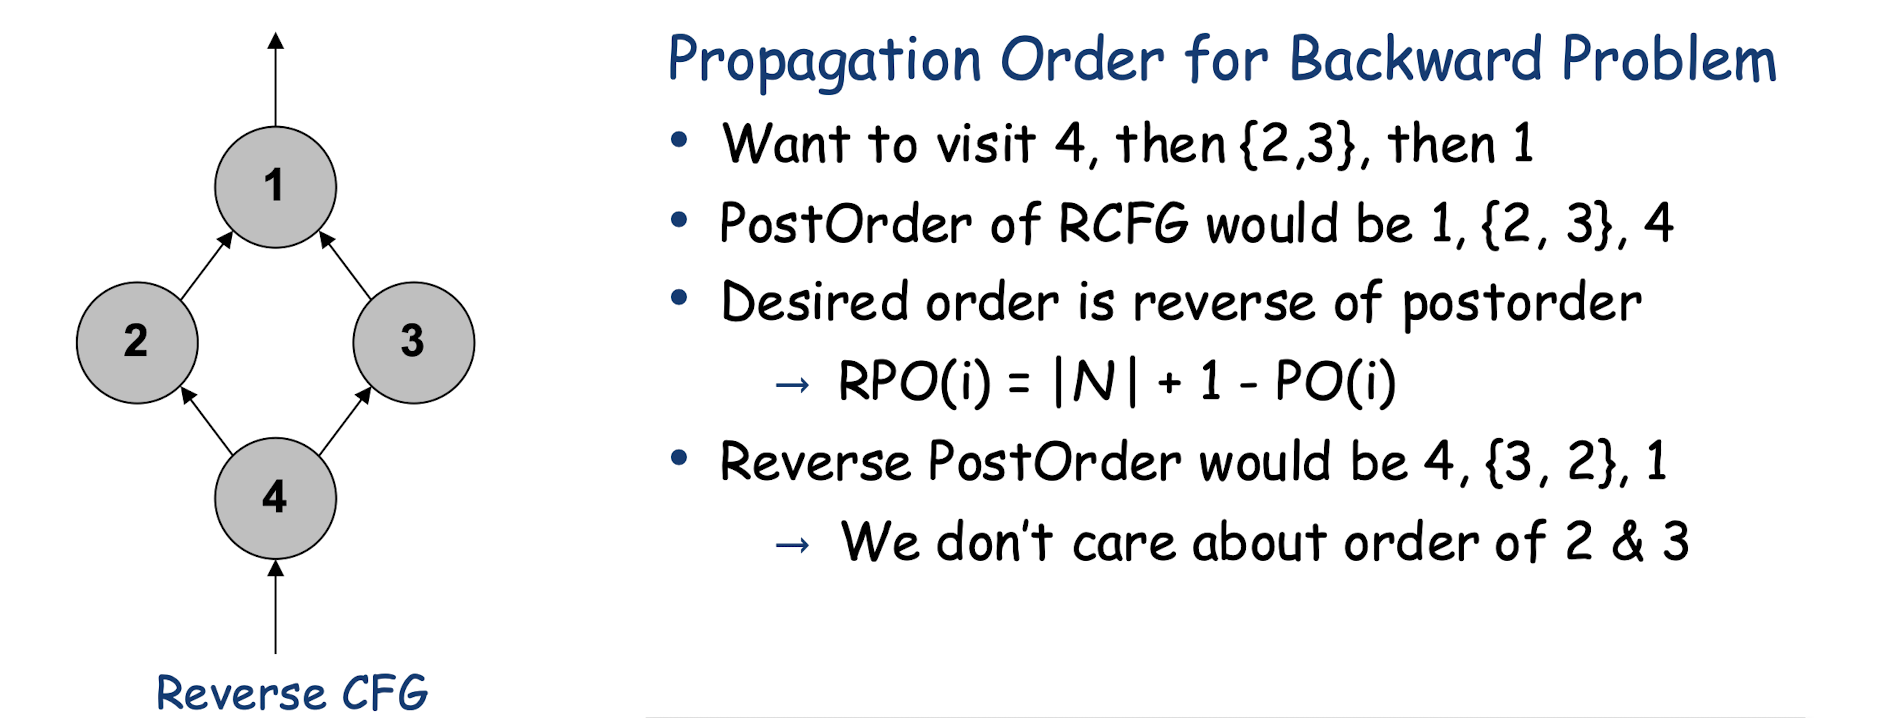 1
2
3
4
Reverse CFG
Propagation Order for Backward Problem
• Want to visit 4, then {2,3}, then 1
• PostOrder of RCFG would be 1, {2, 3}, 4
• Desired order is reverse of postorder
→ RPO(i) = |N| + 1 - PO(i)
• Reverse PostOrder would be 4, {3, 2}, 1
→ We don't care about order of 2 & 3